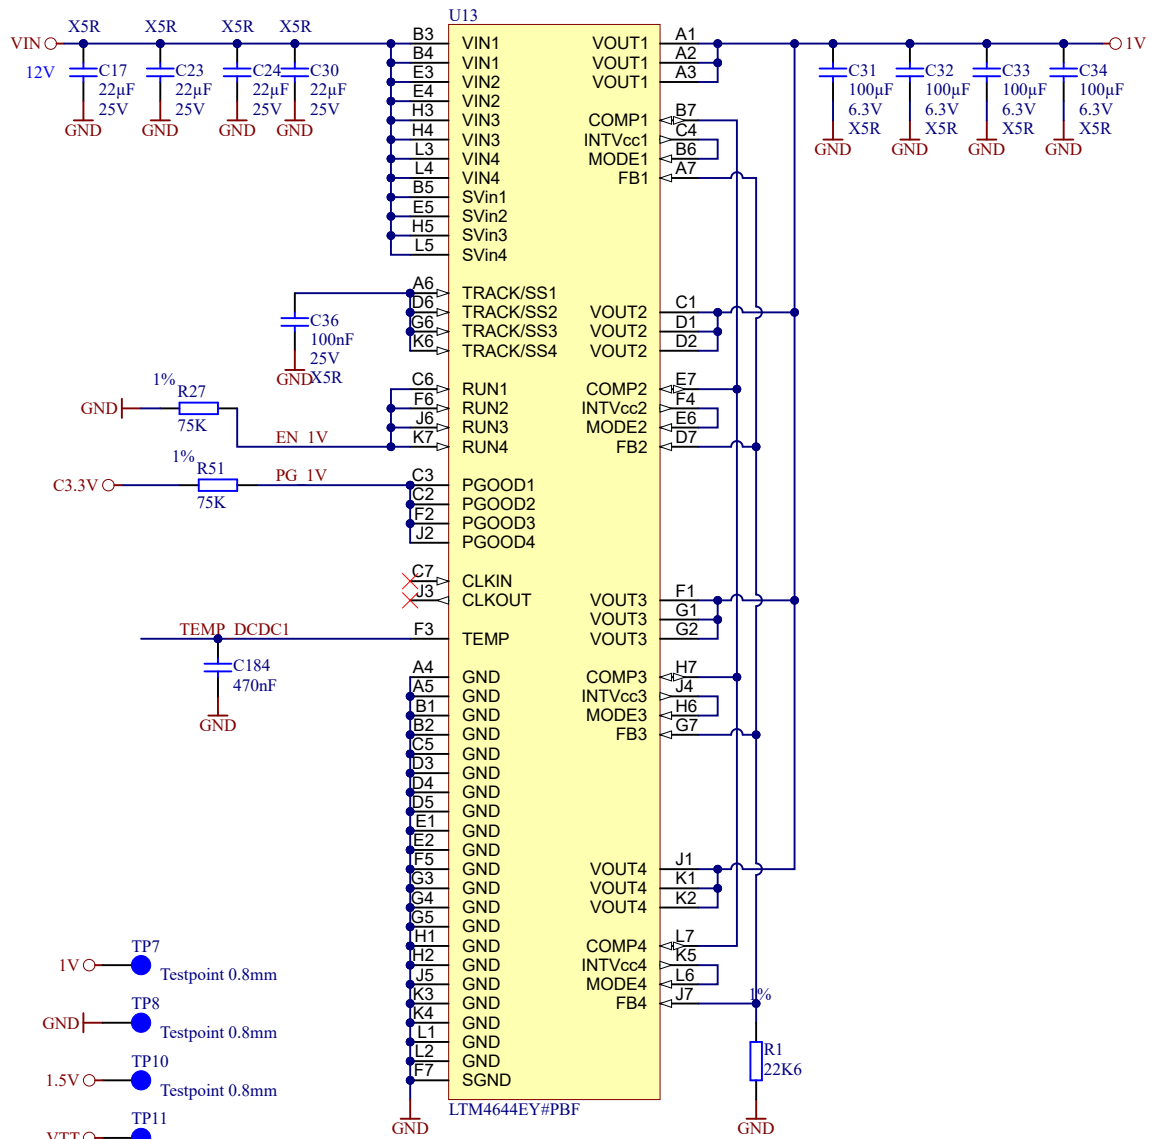 U13
X5R X5R X5R X5R
VIN
12V
C17
22µF
25V
GND
C23
22µF
25V
GND
C24
22µF
25V
GND
C30
22µF
25V
GND
B3 VIN1
B4 VIN1
E3 VIN2
E4 VIN2
H3 VIN3
H4 VIN3
L3 VIN4
L4 VIN4
B5 SVin1
E5 SVin2
H5 SVin3
L5 SVin4
A6 TRACK/SS1
D6 TRACK/SS2
G6 TRACK/SS3
K6 TRACK/SS4
C36
100nF
25V
X5R
GND
C6 RUN1
F6 RUN2
J6 RUN3
K7 RUN4
GND
1%
R27
75K
EN_1V
C3.3V
1%
R51
75K
PG_1V
C3 PGOOD1
C2 PGOOD2
F2 PGOOD3
J2 PGOOD4
C7 CLKIN
J3 CLKOUT
TEMP_DCDC1
F3 TEMP
C184
470nF
GND
A4 GND
A5 GND
B1 GND
B2 GND
C5 GND
D3 GND
D4 GND
D5 GND
E1 GND
E2 GND
F5 GND
G3 GND
G4 GND
G5 GND
H1 GND
H2 GND
J5 GND
K3 GND
K4 GND
L1 GND
L2 GND
F7 SGND
GND
LTM4644EY#PBF
VOUT1 A1
VOUT1 A2
VOUT1 A3
COMP1 B7
INTVcc1 C4
MODE1 B6
FB1 A7
VOUT2 C1
VOUT2 D1
VOUT2 D2
COMP2 E7
INTVcc2 F4
MODE2 E6
FB2 D7
VOUT3 F1
VOUT3 G1
VOUT3 G2
COMP3 H7
INTVcc3 J4
MODE3 H6
FB3 G7
VOUT4 J1
VOUT4 K1
VOUT4 K2
COMP4 L7
INTVcc4 K5
MODE4 L6
FB4 J7
1%
R1
22K6
GND
1V
C31
100µF
6.3V
X5R
GND
C32
100µF
6.3V
X5R
GND
C33
100µF
6.3V
X5R
GND
C34
100µF
6.3V
X5R
GND
TP7
1V
Testpoint 0.8mm
TP8
GND
Testpoint 0.8mm
TP10
1.5V
Testpoint 0.8mm
TP11
VTT